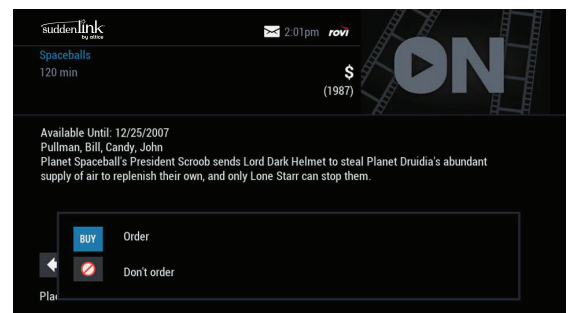 suddenlink
by altice
2:01pm rovi
ON
Spaceballs
120 min
$
(1987)
Available Until: 12/25/2007
Pullman, Bill, Candy, John
Planet Spaceball's President Scroob sends Lord Dark Helmet to steal Planet Druidia's abundant
supply of air to replenish their own, and only Lone Starr can stop them.
BUY Order
Don't order